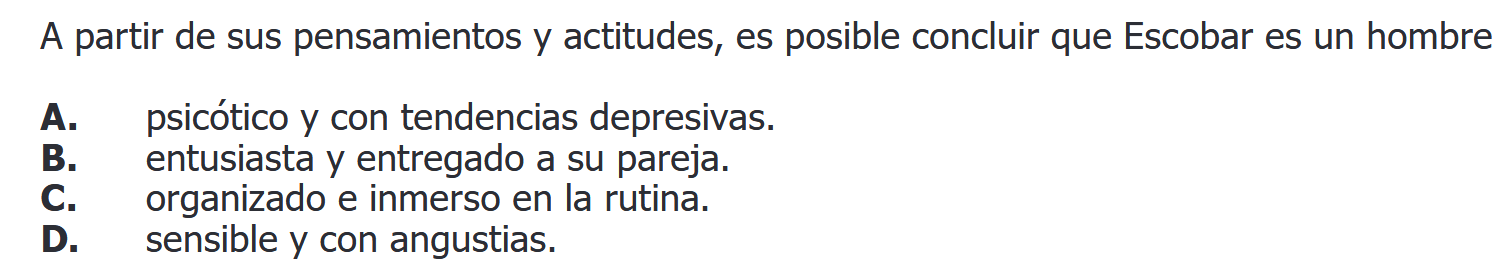 A partir de sus pensamientos y actitudes, es posible concluir que Escobar es un hombre
A. psicótico y con tendencias depresivas.
B. entusiasta y entregado a su pareja.
C. organizado e inmerso en la rutina.
D. sensible y con angustias.